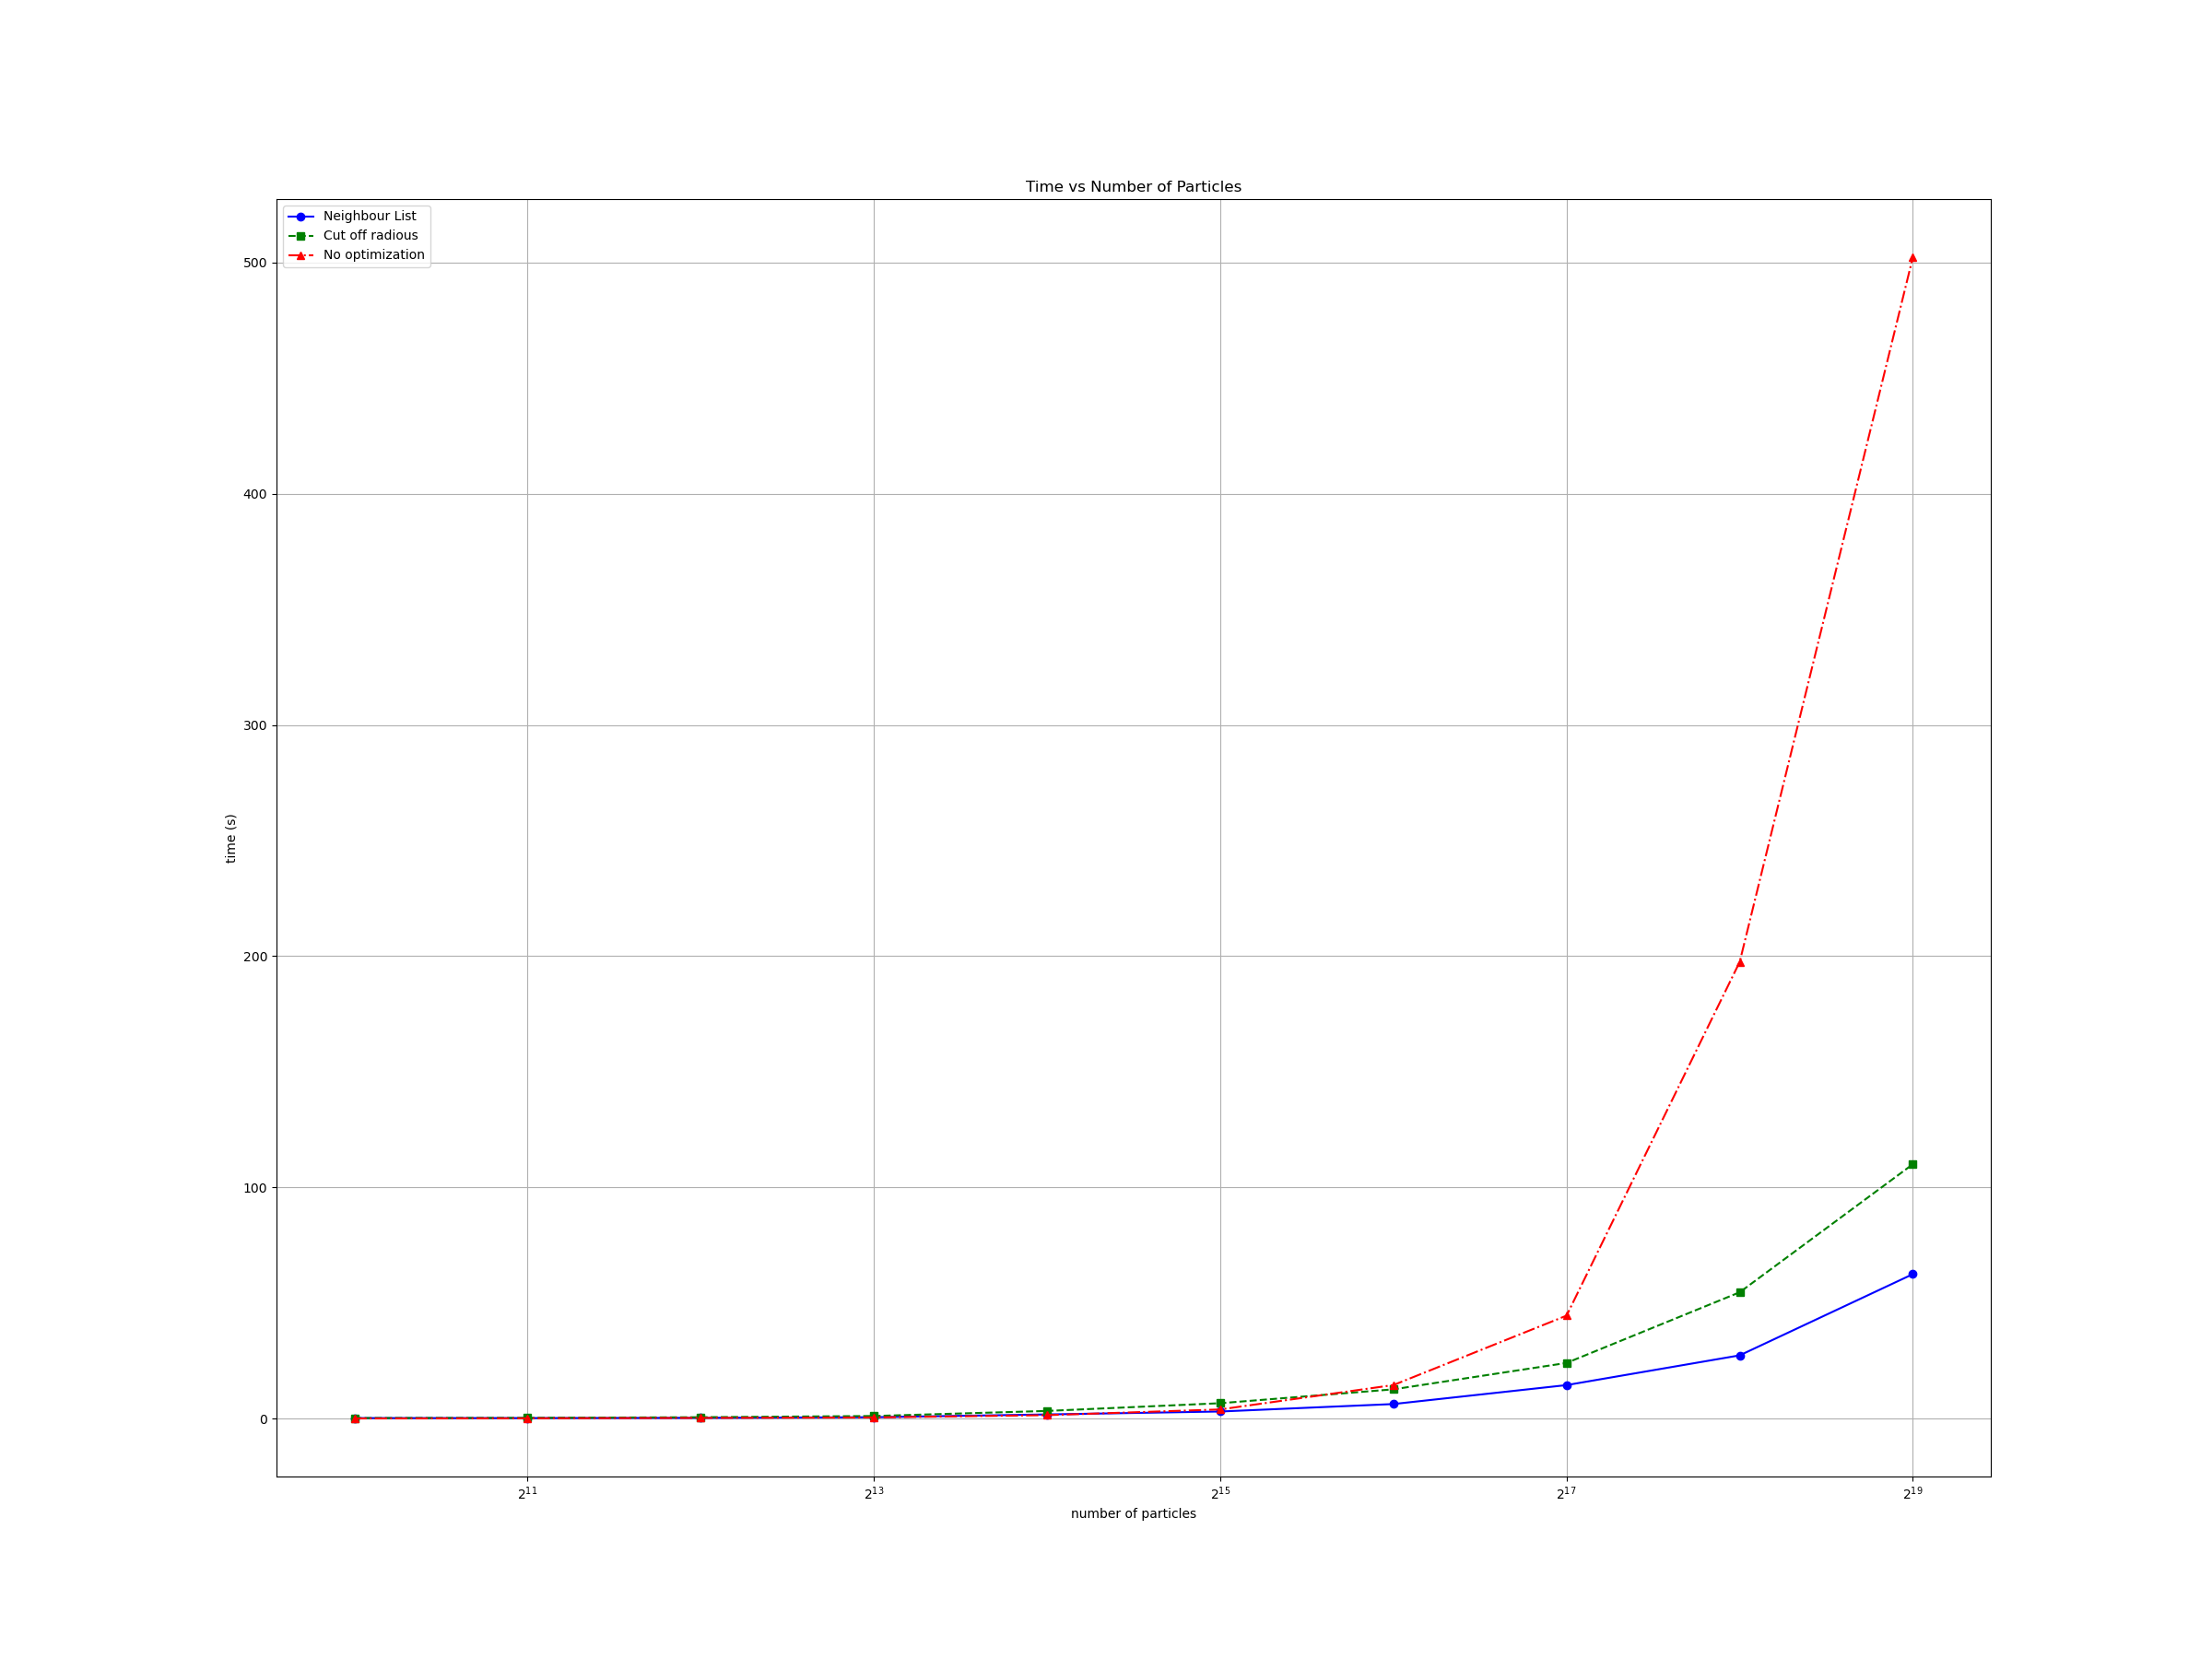 Time vs Number of Particles
Neighbour List
Cut off radious
No optimization
500
400
300
200
100
0
time (s)
2^11 2^13 2^15 2^17 2^19
number of particles